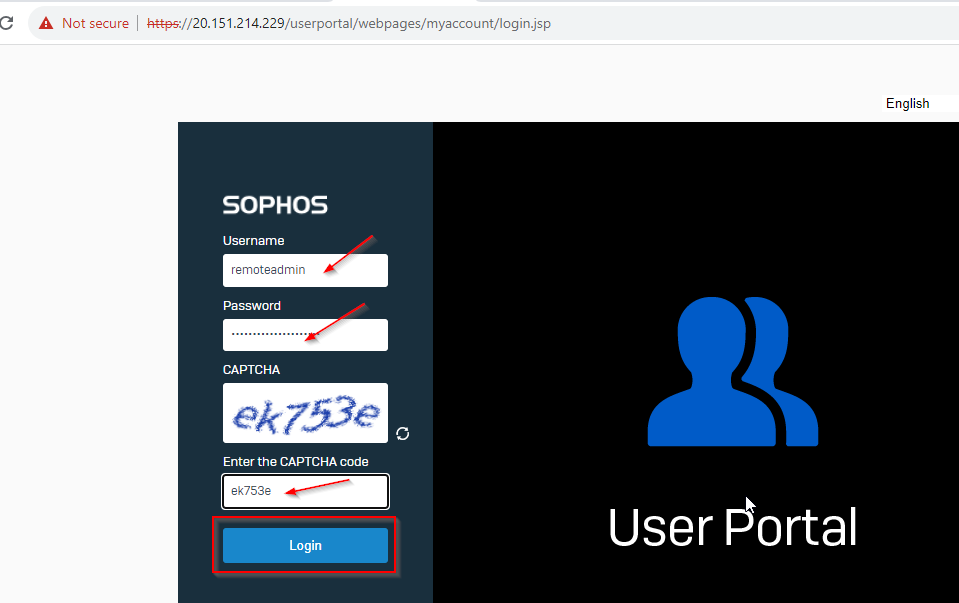 Not secure | https://20.151.214.229/userportal/webpages/myaccount/login.jsp
English
SOPHOS
Username
remoteadmin
Password
CAPTCHA
ek753e
Enter the CAPTCHA code
ek753e
Login
User Portal